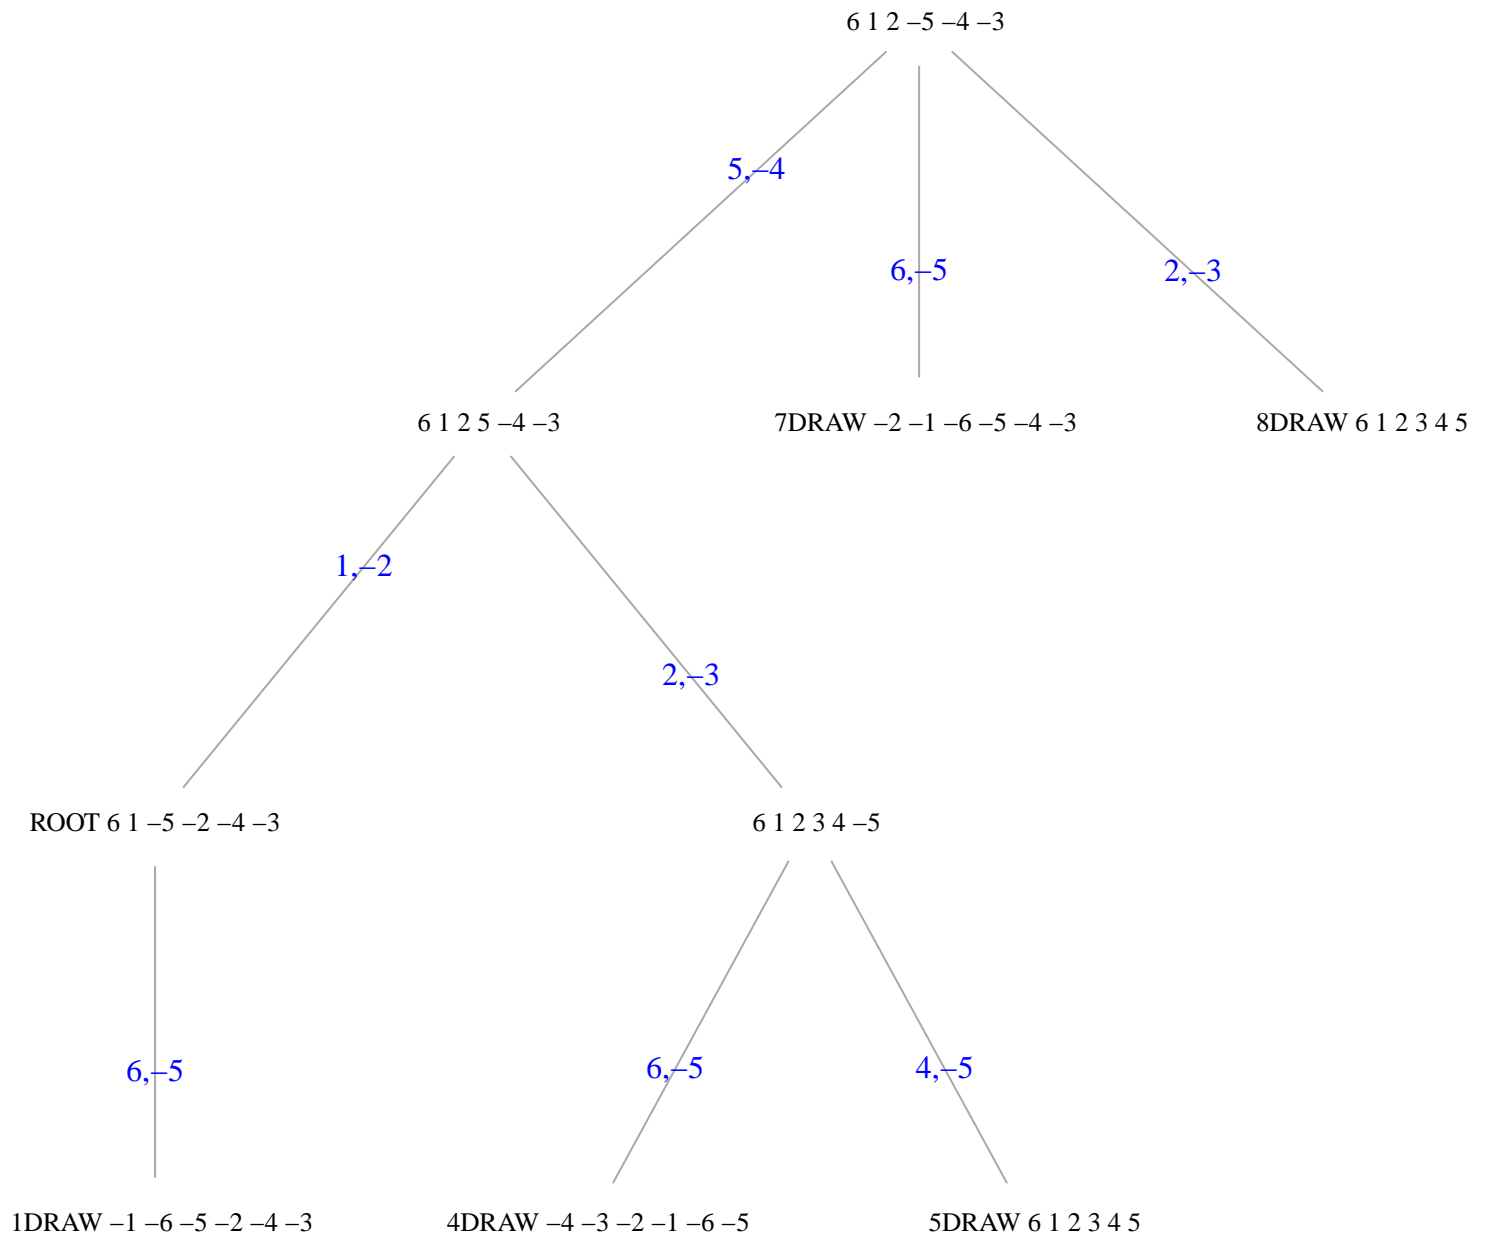 6 1 2 –5 –4 –3
5,–4
6,–5
2,–3
6 1 2 5 –4 –3
7DRAW –2 –1 –6 –5 –4 –3
8DRAW 6 1 2 3 4 5
1,–2
2,–3
ROOT 6 1 –5 –2 –4 –3
6 1 2 3 4 –5
6,–5
6,–5
4,–5
1DRAW –1 –6 –5 –2 –4 –3
4DRAW –4 –3 –2 –1 –6 –5
5DRAW 6 1 2 3 4 5